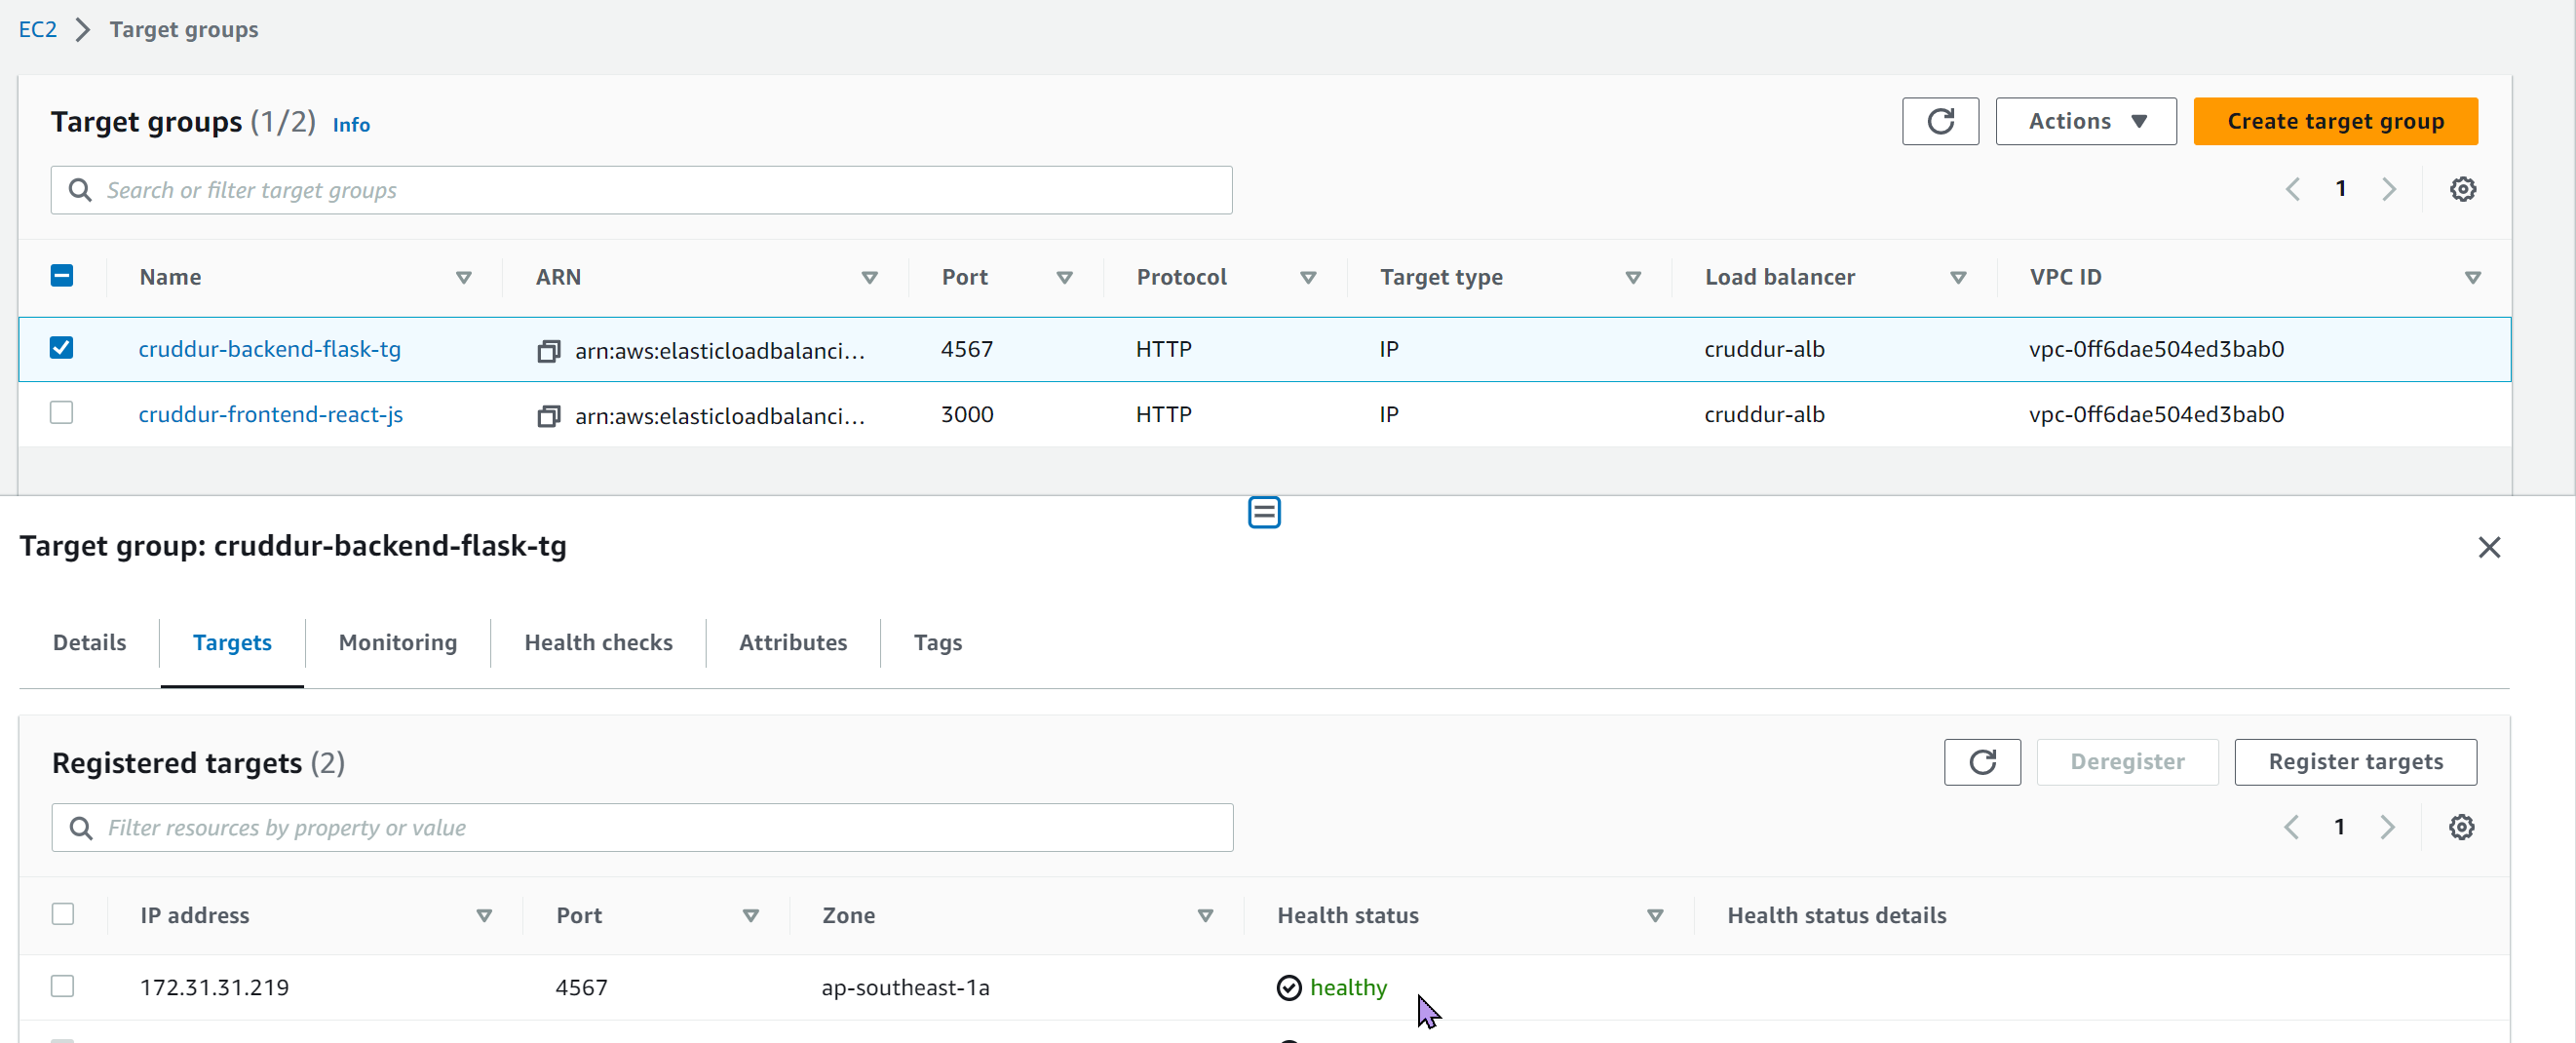 EC2 Target groups
Target groups (1/2) Info
Actions Create target group
Search or filter target groups
1
Name ARN Port Protocol Target type Load balancer VPC ID
cruddur-backend-flask-tg arn:aws:elasticloadbalanci... 4567 HTTP IP cruddur-alb vpc-0ff6dae504ed3bab0
cruddur-frontend-react-js arn:aws:elasticloadbalanci... 3000 HTTP IP cruddur-alb vpc-0ff6dae504ed3bab0
Target group: cruddur-backend-flask-tg
Details Targets Monitoring Health checks Attributes Tags
Registered targets (2)
Deregister Register targets
Filter resources by property or value
1
IP address Port Zone Health status Health status details
172.31.31.219 4567 ap-southeast-1a healthy